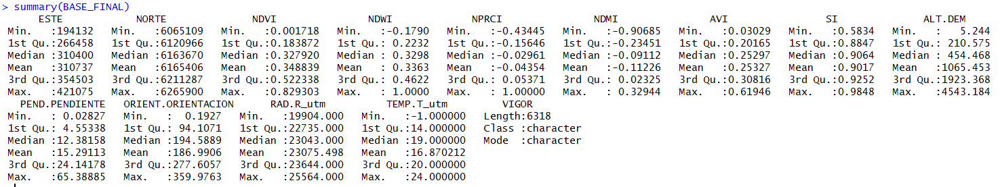 > summary(BASE_FINAL)
ESTE NORTE NDVI NDWI NPRCI NDMI AVI SI ALT.DEM
Min. :194132 Min. :6065109 Min. :0.001718 Min. :-0.1790 Min. :-0.43445 Min. :-0.90685 Min. :0.03029 Min. :0.5834 Min. : 5.244
1st Qu.:266458 1st Qu.:6120966 1st Qu.:0.183872 1st Qu.: 0.2232 1st Qu.:-0.15646 1st Qu.:-0.23451 1st Qu.:0.20165 1st Qu.:0.8847 1st Qu.: 210.575
Median :310400 Median :6163670 Median :0.327920 Median : 0.3298 Median :-0.02961 Median :-0.09112 Median :0.25297 Median :0.9064 Median : 454.468
Mean :310737 Mean :6165406 Mean :0.348839 Mean : 0.3363 Mean :-0.04354 Mean :-0.11226 Mean :0.25327 Mean :0.9017 Mean :1065.453
3rd Qu.:354503 3rd Qu.:6211287 3rd Qu.:0.522338 3rd Qu.: 0.4622 3rd Qu.: 0.05371 3rd Qu.: 0.02325 3rd Qu.:0.30816 3rd Qu.:0.9252 3rd Qu.:1923.368
Max. :421075 Max. :6265900 Max. :0.829303 Max. : 1.0000 Max. : 1.00000 Max. : 0.32944 Max. :0.61946 Max. :0.9848 Max. :4543.184
PEND.PENDIENTE ORIENT.ORIENTACION RAD.R_utm TEMP.T_utm VIGOR
Min. : 0.02827 Min. : 0.1927 Min. :19904.000 Min. :-1.000000 Length:6318
1st Qu.: 4.55338 1st Qu.: 94.1071 1st Qu.:22735.000 1st Qu.:14.000000 Class :character
Median :12.38158 Median :194.5889 Median :23043.000 Median :19.000000 Mode :character
Mean :15.29113 Mean :186.9906 Mean :23075.498 Mean :16.870212
3rd Qu.:24.14178 3rd Qu.:277.6057 3rd Qu.:23644.000 3rd Qu.:20.000000
Max. :65.38885 Max. :359.9763 Max. :25564.000 Max. :24.000000